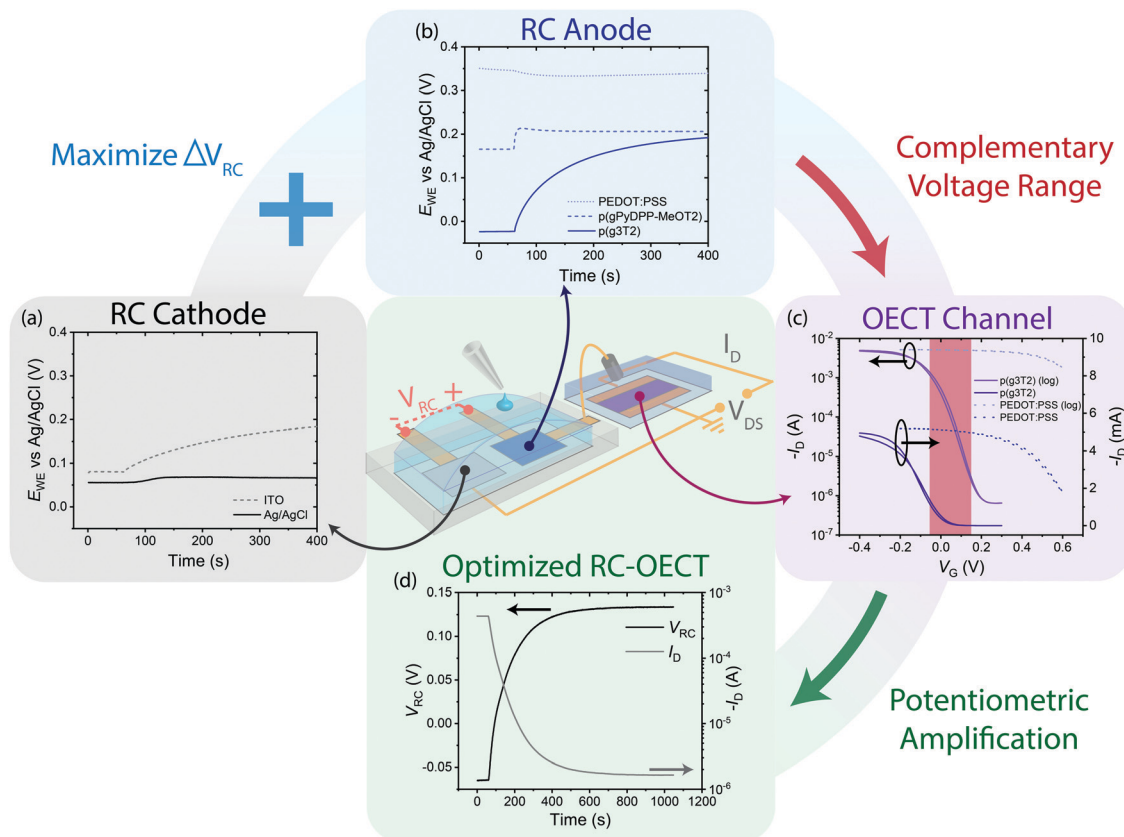 (b)
RC Anode
0.4
0.3
0.2
0.1
0.0
E_WE vs Ag/AgCl (V)
PEDOT:PSS
p(gPyDPP-MeOT2)
p(g3T2)
0 100 200 300 400
Time (s)
Maximize ΔV_RC
+
Complementary
Voltage Range
(a)
RC Cathode
0.4
0.3
0.2
0.1
0.0
E_WE vs Ag/AgCl (V)
ITO
Ag/AgCl
0 100 200 300 400
Time (s)
V_RC +
I_D
V_DS
(c)
OECT Channel
10⁻²
10⁻³
10⁻⁴
10⁻⁵
10⁻⁶
10⁻⁷
-I_D (A)
p(g3T2) (log)
p(g3T2)
PEDOT:PSS (log)
PEDOT:PSS
10
8
6
4
2
0
-I_D (mA)
-0.4 -0.2 0.0 0.2 0.4 0.6
V_G (V)
Optimized RC-OECT
(d)
0.15
0.10
0.05
0.00
-0.05
V_RC (V)
V_RC
I_D
10⁻³
10⁻⁴
10⁻⁵
10⁻⁶
-I_D (A)
0 200 400 600 800 1000 1200
Time (s)
Potentiometric
Amplification